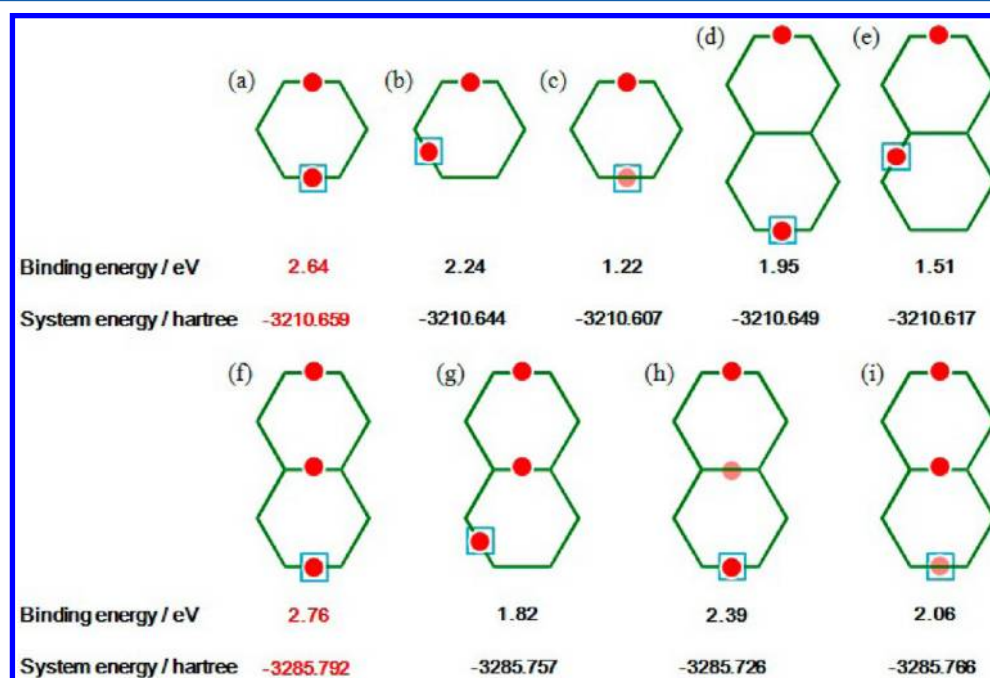 (a) (b) (c) (d) (e)
Binding energy / eV 2.64 2.24 1.22 1.95 1.51
System energy / hartree -3210.659 -3210.644 -3210.607 -3210.649 -3210.617
(f) (g) (h) (i)
Binding energy / eV 2.76 1.82 2.39 2.06
System energy / hartree -3285.792 -3285.757 -3285.726 -3285.766